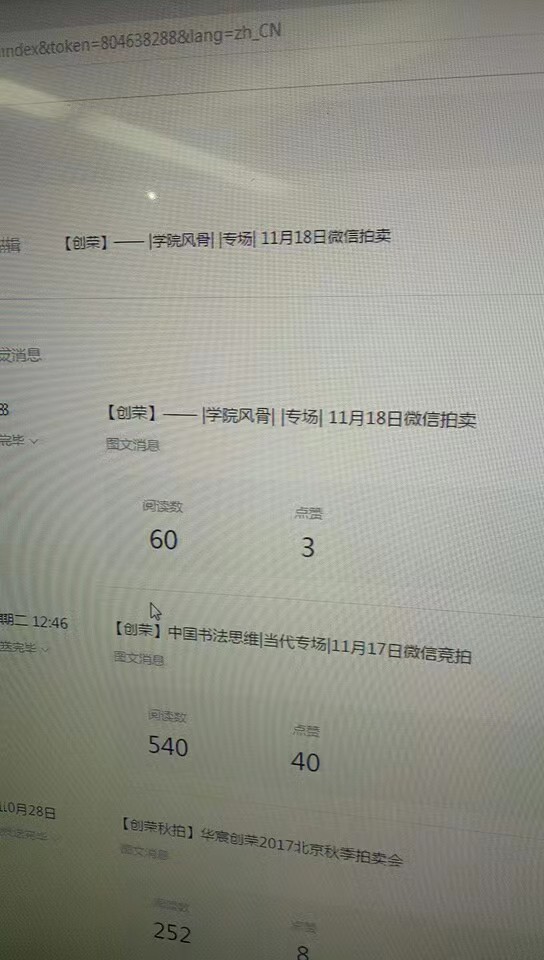 index&token=804638288&lang=zh_CN
【创荣】—— |学院风骨| |专场| 11月18日微信拍卖
消息
【创荣】—— |学院风骨| |专场| 11月18日微信拍卖
完毕
图文消息
阅读数 点赞
60 3
期二 12:46
【创荣】中国书法思维|当代专场|11月17日微信竞拍
完毕
图文消息
阅读数 点赞
540 40
10月28日
【创荣秋拍】华宸创荣2017北京秋季拍卖会
图文消息
阅读数 点赞
252 8